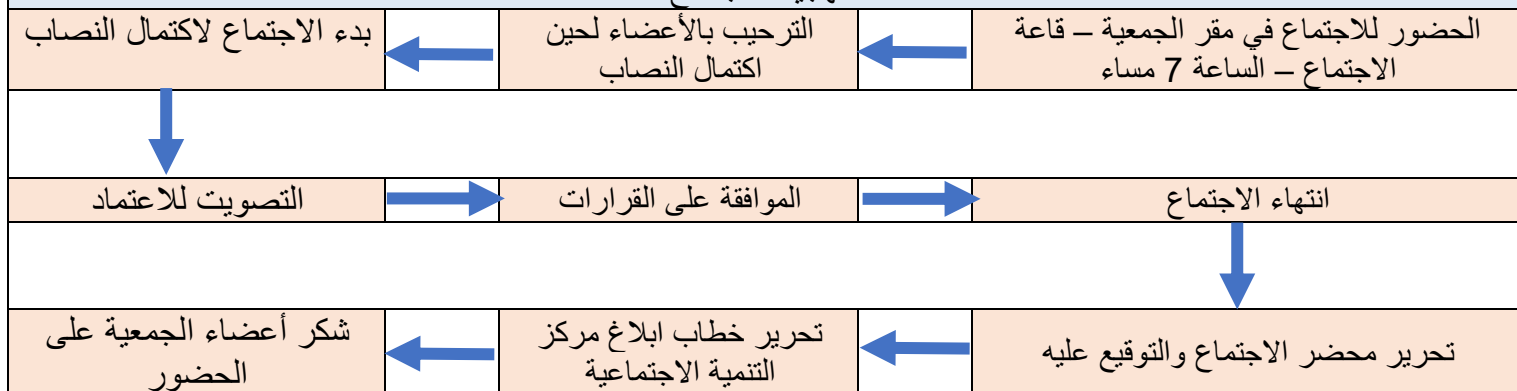 الحضور للاجتماع في مقر الجمعية – قاعة
الاجتماع – الساعة 7 مساء
الترحيب بالأعضاء لحين
اكتمال النصاب
بدء الاجتماع لاكتمال النصاب
التصويت للاعتماد
الموافقة على القرارات
انتهاء الاجتماع
تحرير محضر الاجتماع والتوقيع عليه
تحرير خطاب ابلاغ مركز
التنمية الاجتماعية
شكر أعضاء الجمعية على
الحضور